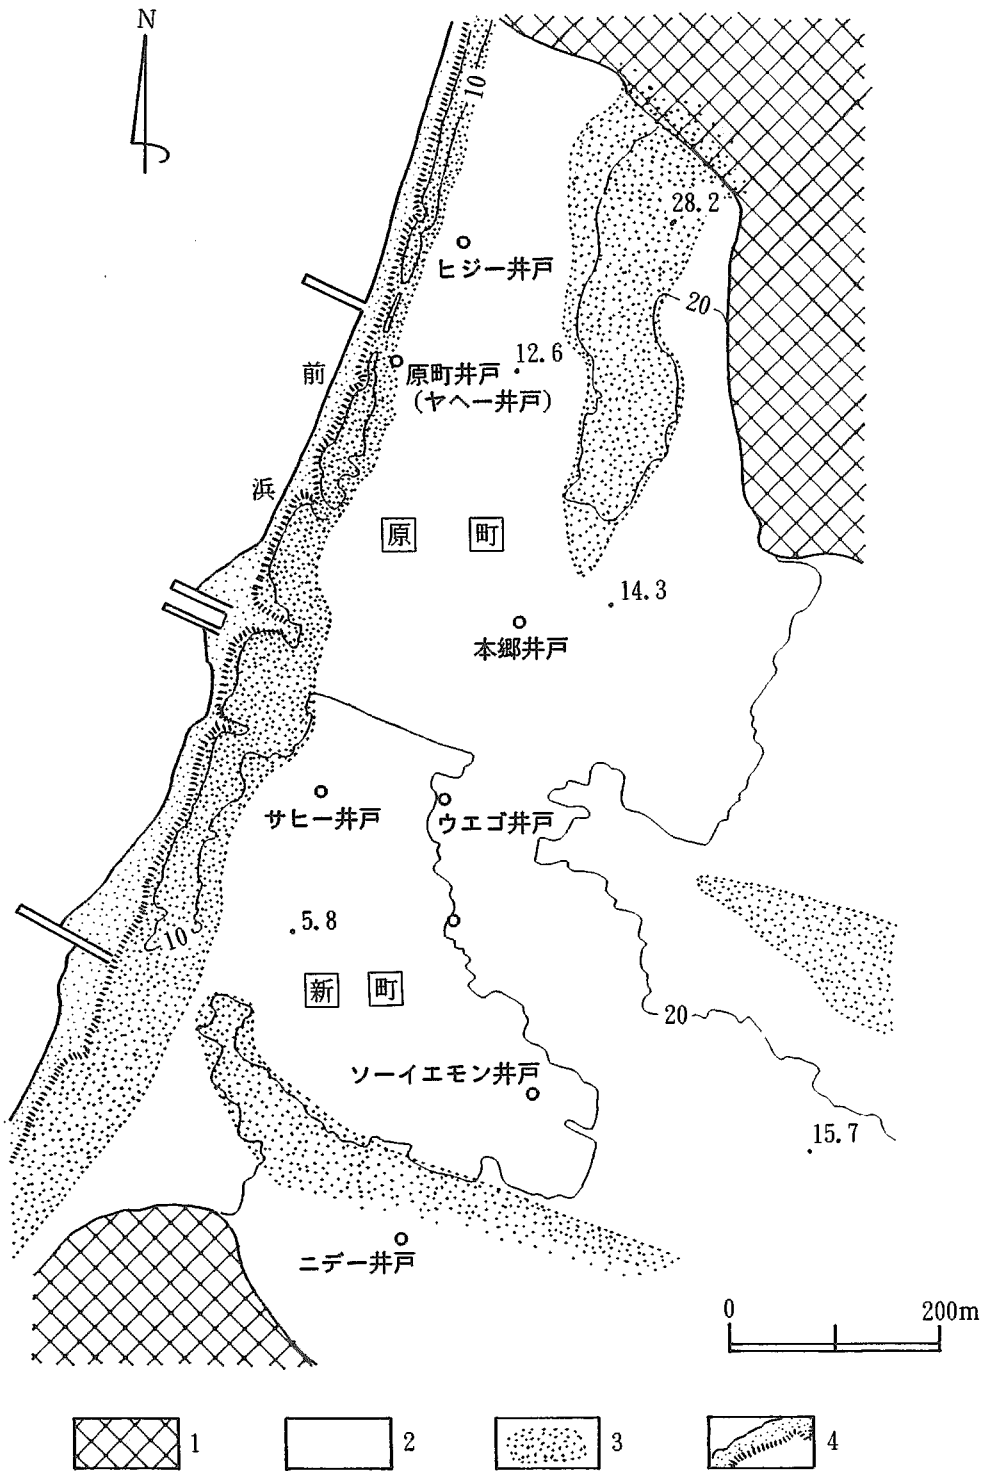 N
10
28.2
ヒジー井戸
20
前
12.6
原町井戸
(ヤヘー井戸)
浜
原 町
14.3
本郷井戸
サヒー井戸
ウエゴ井戸
5.8
10
新 町
20
ソーイエモン井戸
15.7
ニデー井戸
0 200m
1 2 3 4